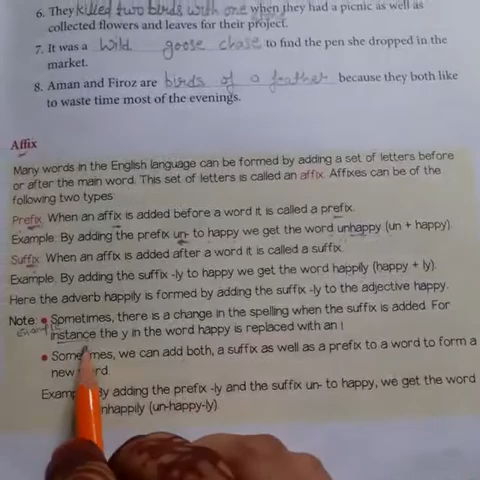 6. They killed two birds with one when they had a picnic as well as
collected flowers and leaves for their project.
7. It was a wild goose chase to find the pen she dropped in the
market.
8. Aman and Firoz are birds of a feather because they both like
to waste time most of the evenings.
Affix
Many words in the English language can be formed by adding a set of letters before
or after the main word. This set of letters is called an affix. Affixes can be of the
following two types
Prefix: When an affix is added before a word it is called a prefix.
Example: By adding the prefix un- to happy we get the word unhappy (un + happy).
Suffix: When an affix is added after a word it is called a suffix.
Example: By adding the suffix -ly to happy we get the word happily (happy + ly).
Here the adverb happily is formed by adding the suffix -ly to the adjective happy.
Note: • Sometimes, there is a change in the spelling when the suffix is added. For
example
instance the y in the word happy is replaced with an i
• Sometimes, we can add both, a suffix as well as a prefix to a word to form a
new word.
By adding the prefix -ly and the suffix un- to happy, we get the word
nhappily (un-happy-ly)